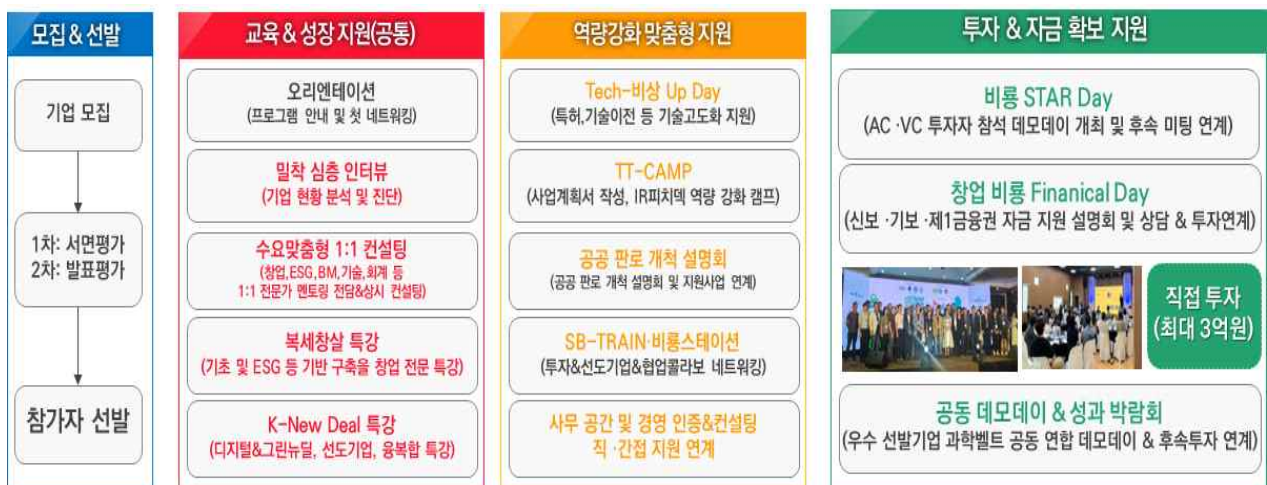 모집 & 선발
기업 모집
1차: 서면평가
2차: 발표평가
참가자 선발
교육 & 성장 지원(공통)
오리엔테이션
(프로그램 안내 및 첫 네트워킹)
밀착 심층 인터뷰
(기업 현황 분석 및 진단)
수요맞춤형 1:1 컨설팅
(창업,ESG,BM,기술,회계 등
1:1 전문가 멘토링 전담&상시 컨설팅)
복세창살 특강
(기초 및 ESG 등 기반 구축을 창업 전문 특강)
K-New Deal 특강
(디지털&그린뉴딜, 선도기업, 융복합 특강)
역량강화 맞춤형 지원
Tech-비상 Up Day
(특허,기술이전 등 기술고도화 지원)
TT-CAMP
(사업계획서 작성, IR피치덱 역량 강화 캠프)
공공 판로 개척 설명회
(공공 판로 개척 설명회 및 지원사업 연계)
SB-TRAIN·비룡스테이션
(투자&선도기업&협업콜라보 네트워킹)
사무 공간 및 경영 인증&컨설팅
직·간접 지원 연계
투자 & 자금 확보 지원
비룡 STAR Day
(AC·VC 투자자 참석 데모데이 개최 및 후속 미팅 연계)
창업 비룡 Finanical Day
(신보·기보·제1금융권 자금 지원 설명회 및 상담 & 투자연계)
직접 투자
(최대 3억원)
공동 데모데이 & 성과 박람회
(우수 선발기업 과학벨트 공동 연합 데모데이 & 후속투자 연계)